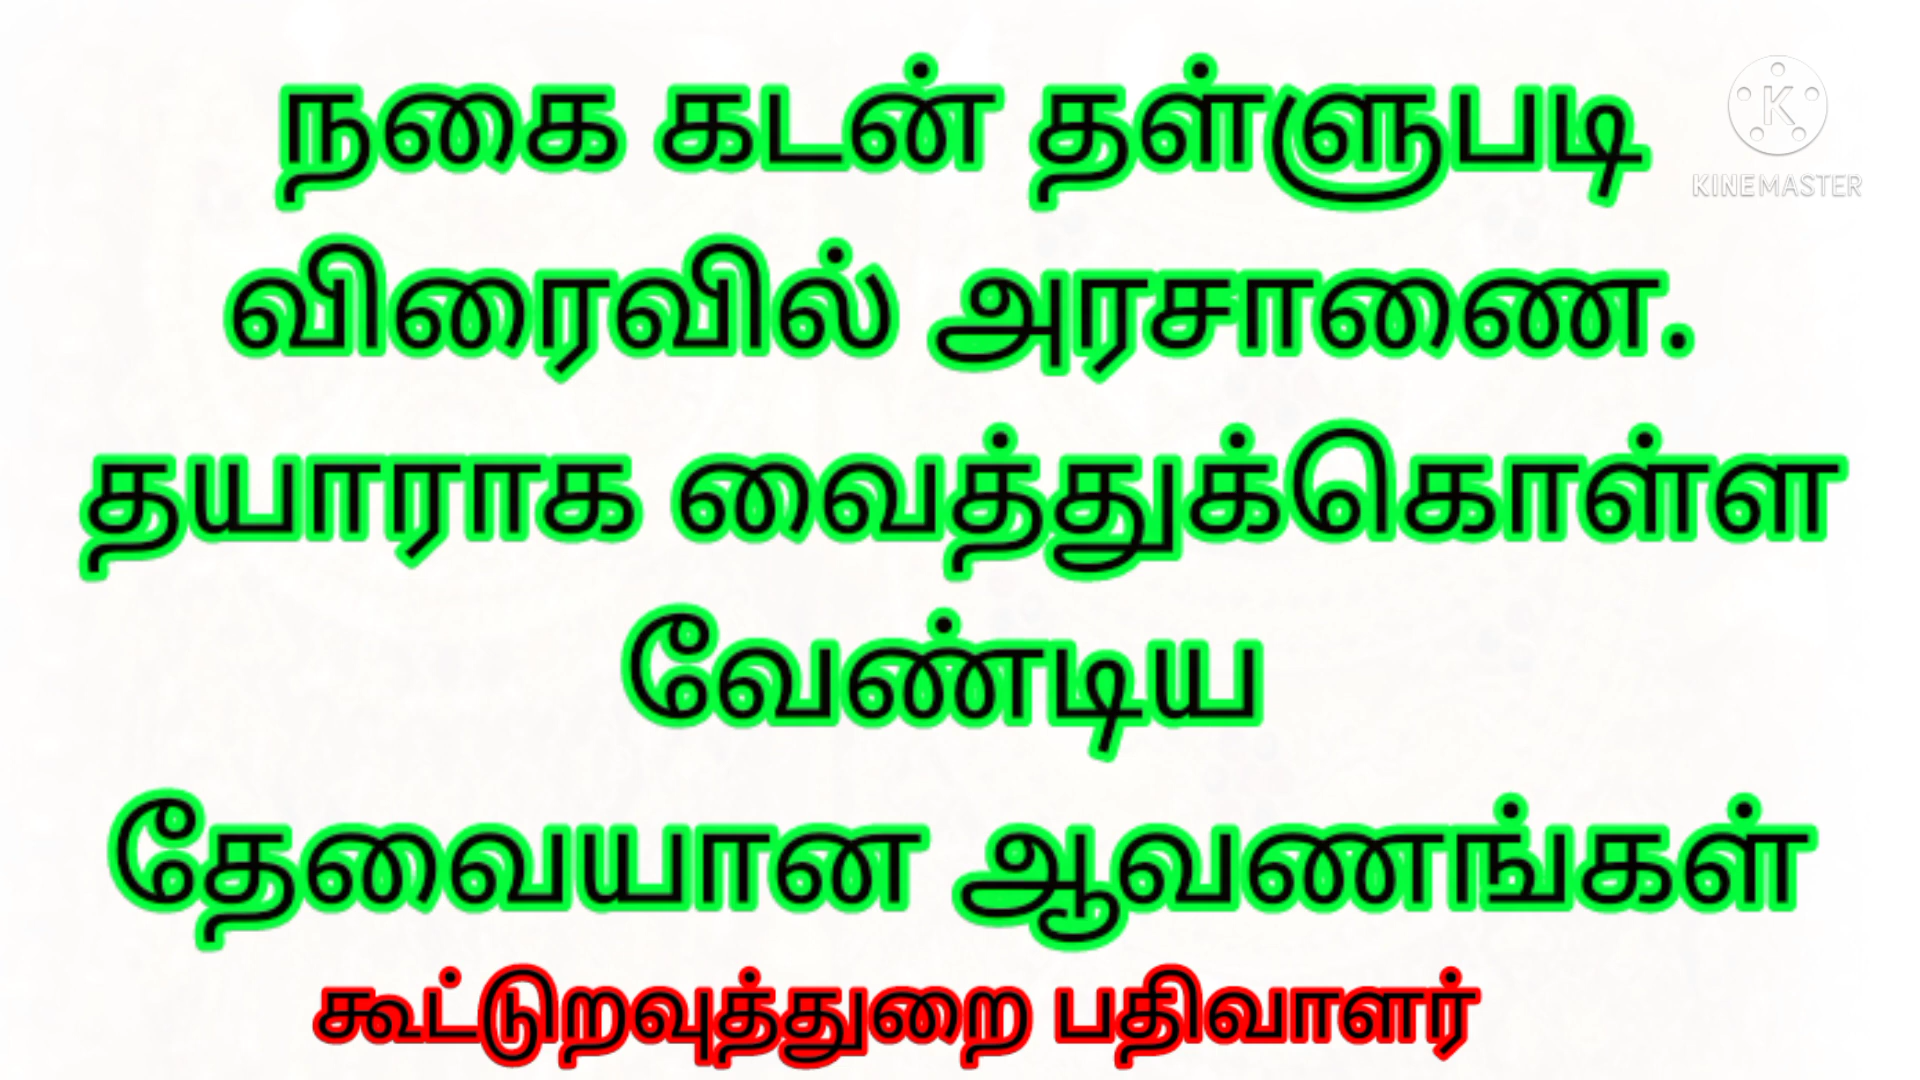 நகை கடன் தள்ளுபடி
விரைவில் அரசாணை.
தயாராக வைத்துக்கொள்ள
வேண்டிய
தேவையான ஆவணங்கள்
கூட்டுறவுத்துறை பதிவாளர்
K
KINEMASTER